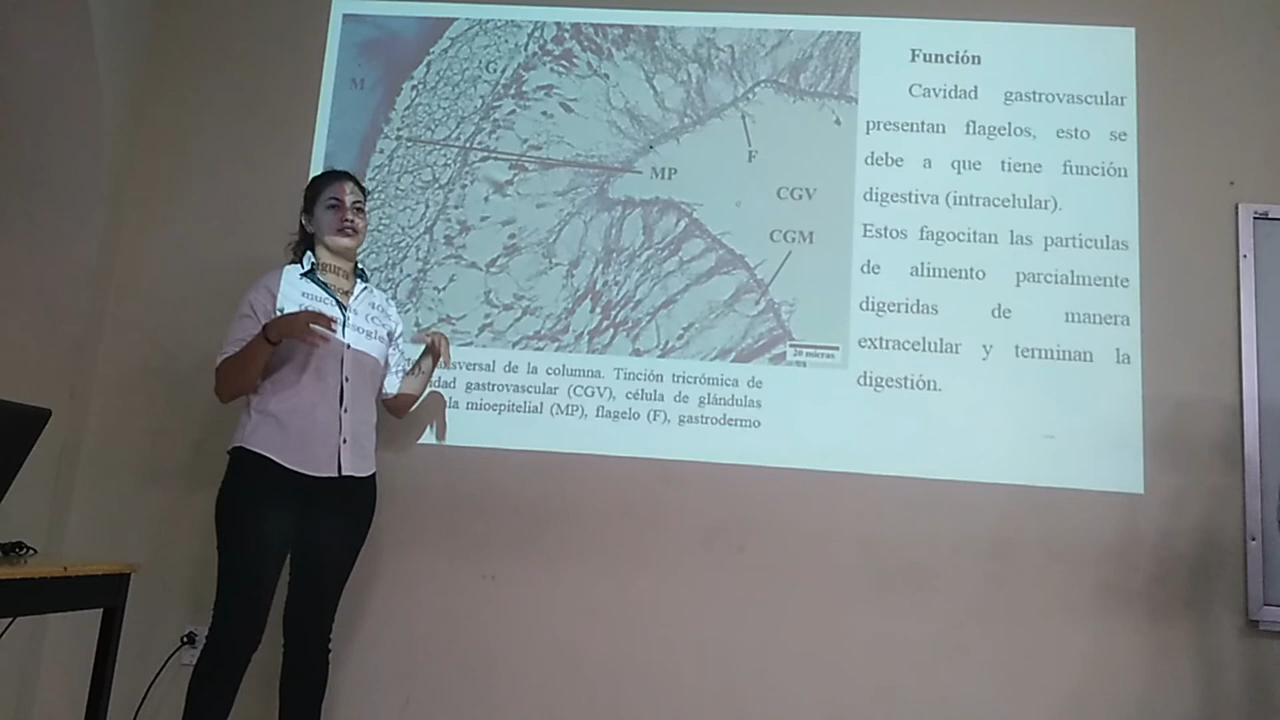 M
G
MP
F
CGV
CGM
20 micras
Función
Cavidad gastrovascular
presentan flagelos, esto se
debe a que tiene función
digestiva (intracelular).
Estos fagocitan las partículas
de alimento parcialmente
digeridas de manera
extracelular y terminan la
digestión.
de la columna. Tinción tricrómica de
gastrovascular (CGV), célula de glándulas
mioepitelial (MP), flagelo (F), gastrodermo